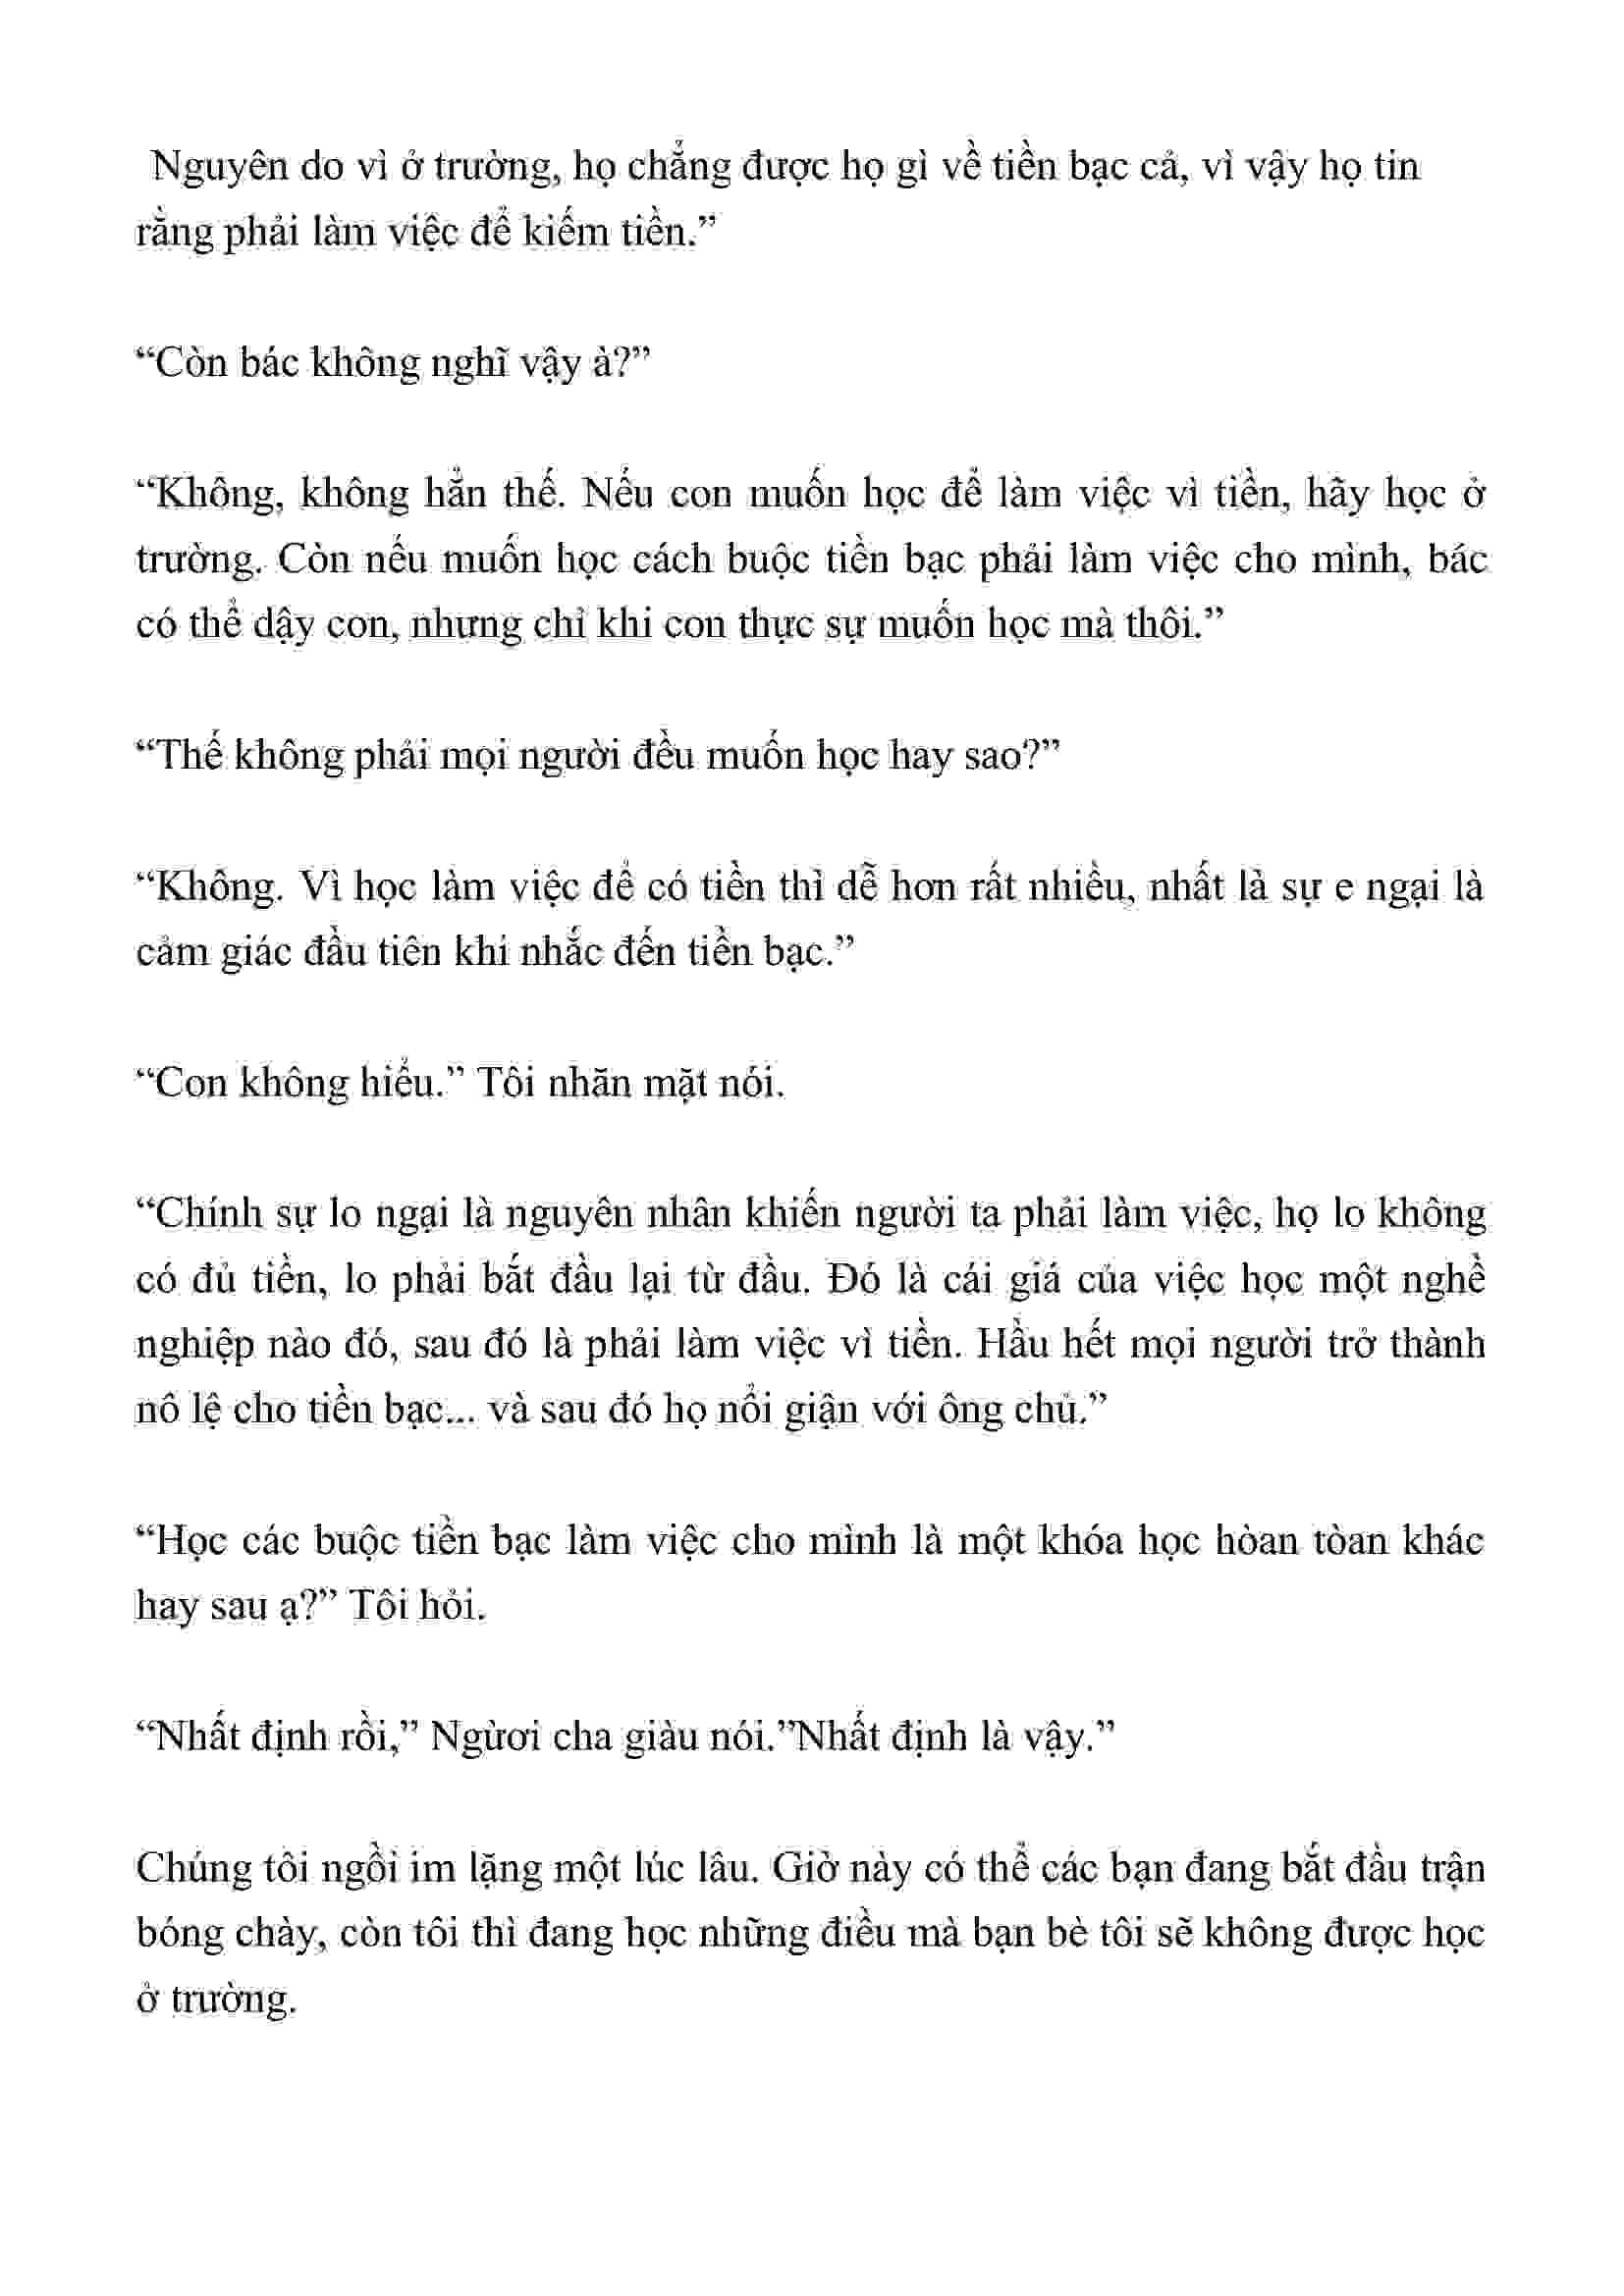 Nguyên do vì ở trường, họ chẳng được họ gì về tiền bạc cả, vì vậy họ tin
rằng phải làm việc để kiếm tiền.”
“Còn bác không nghĩ vậy à?”
“Không, không hẳn thế. Nếu con muốn học để làm việc vì tiền, hãy học ở
trường. Còn nếu muốn học cách buộc tiền bạc phải làm việc cho mình, bác
có thể dậy con, nhưng chỉ khi con thực sự muốn học mà thôi.”
“Thế không phải mọi người đều muốn học hay sao?”
“Không. Vì học làm việc để có tiền thì dễ hơn rất nhiều, nhất là sự e ngại là
cảm giác đầu tiên khi nhắc đến tiền bạc.”
“Con không hiểu.” Tôi nhăn mặt nói.
“Chính sự lo ngại là nguyên nhân khiến người ta phải làm việc, họ lo không
có đủ tiền, lo phải bắt đầu lại từ đầu. Đó là cái giá của việc học một nghề
nghiệp nào đó, sau đó là phải làm việc vì tiền. Hầu hết mọi người trở thành
nô lệ cho tiền bạc... và sau đó họ nổi giận với ông chủ.”
“Học các buộc tiền bạc làm việc cho mình là một khóa học hòan tòan khác
hay sau ạ?” Tôi hỏi.
“Nhất định rồi,” Ngừơi cha giàu nói.”Nhất định là vậy.”
Chúng tôi ngồi im lặng một lúc lâu. Giờ này có thể các bạn đang bắt đầu trận
bóng chày, còn tôi thì đang học những điều mà bạn bè tôi sẽ không được học
ở trường.